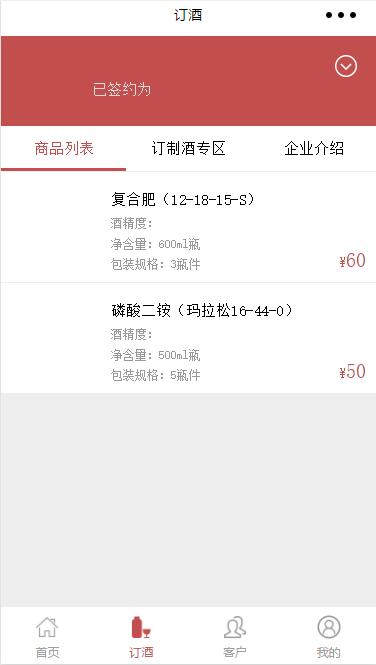 订酒
已签约为
商品列表 订制酒专区 企业介绍
复合肥（12-18-15-S）
酒精度：
净含量：600ml瓶
包装规格：3瓶件
¥60
磷酸二铵（玛拉松16-44-0）
酒精度：
净含量：500ml瓶
包装规格：5瓶件
¥50
首页 订酒 客户 我的